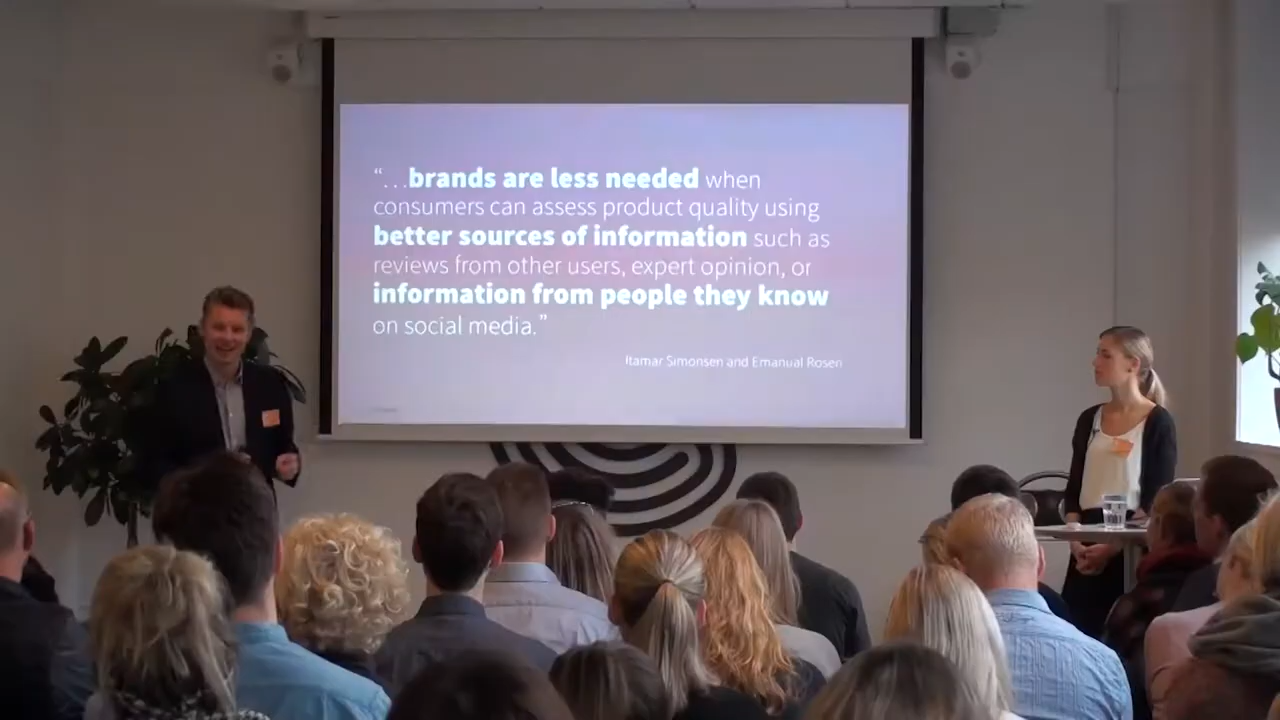 “…brands are less needed when
consumers can assess product quality using
better sources of information such as
reviews from other users, expert opinion, or
information from people they know
on social media.”
Itamar Simonsen and Emanual Rosen